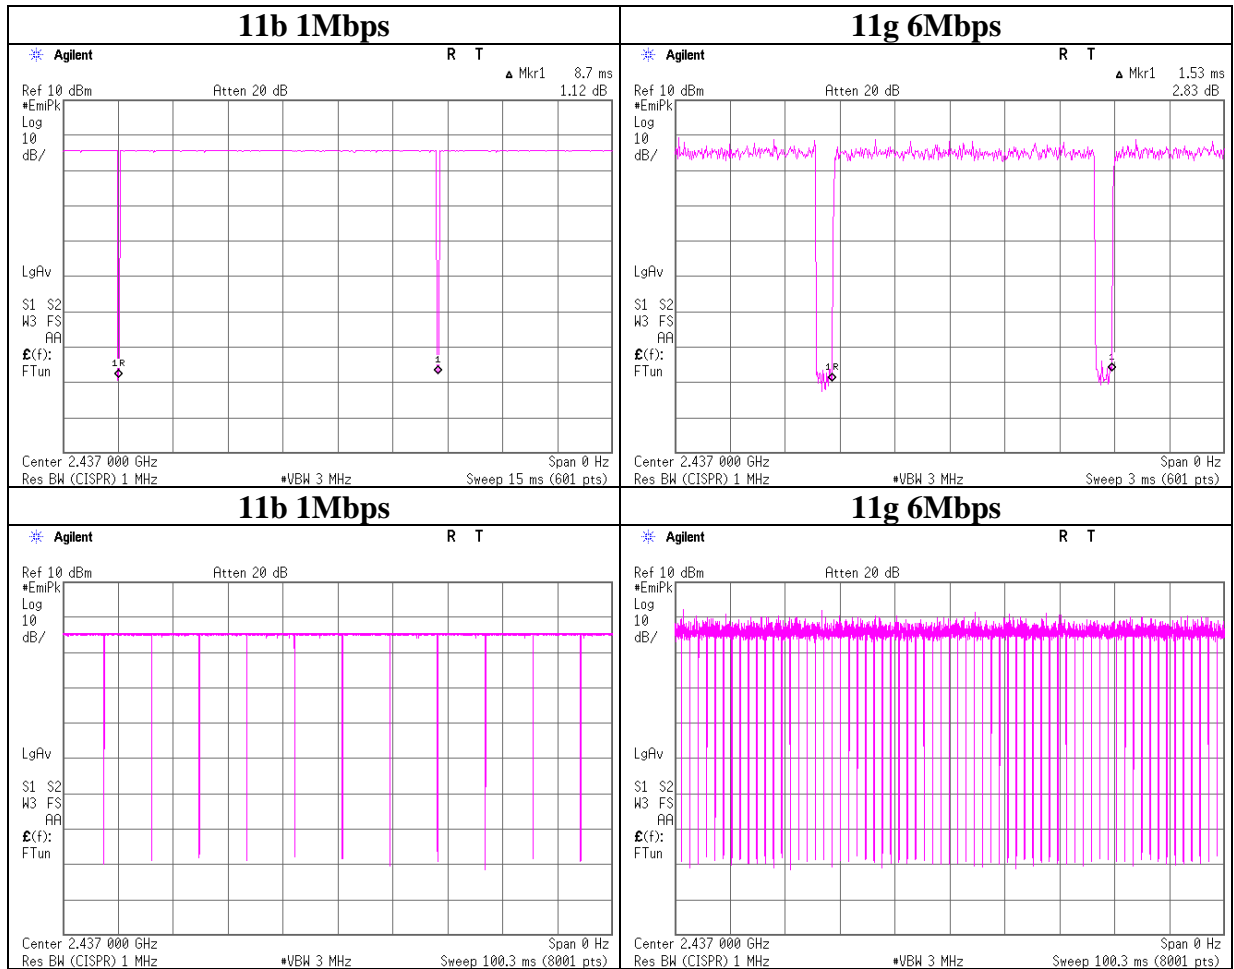 11b 1Mbps
Agilent
R T
Mkr1 8.7 ms
1.12 dB
Ref 10 dBm
Atten 20 dB
#EmiPk
Log
10
dB/
LgAv
S1 S2
W3 FS
AA
£(f):
FTun
1R
1
Center 2.437 000 GHz
Span 0 Hz
Res BW (CISPR) 1 MHz
#VBW 3 MHz
Sweep 15 ms (601 pts)
11g 6Mbps
Agilent
R T
Mkr1 1.53 ms
2.83 dB
Ref 10 dBm
Atten 20 dB
#EmiPk
Log
10
dB/
LgAv
S1 S2
W3 FS
AA
£(f):
FTun
1R
1
Center 2.437 000 GHz
Span 0 Hz
Res BW (CISPR) 1 MHz
#VBW 3 MHz
Sweep 3 ms (601 pts)
11b 1Mbps
Agilent
R T
Ref 10 dBm
Atten 20 dB
#EmiPk
Log
10
dB/
LgAv
S1 S2
W3 FS
AA
£(f):
FTun
Center 2.437 000 GHz
Span 0 Hz
Res BW (CISPR) 1 MHz
#VBW 3 MHz
Sweep 100.3 ms (8001 pts)
11g 6Mbps
Agilent
R T
Ref 10 dBm
Atten 20 dB
#EmiPk
Log
10
dB/
LgAv
S1 S2
W3 FS
AA
£(f):
FTun
Center 2.437 000 GHz
Span 0 Hz
Res BW (CISPR) 1 MHz
#VBW 3 MHz
Sweep 100.3 ms (8001 pts)